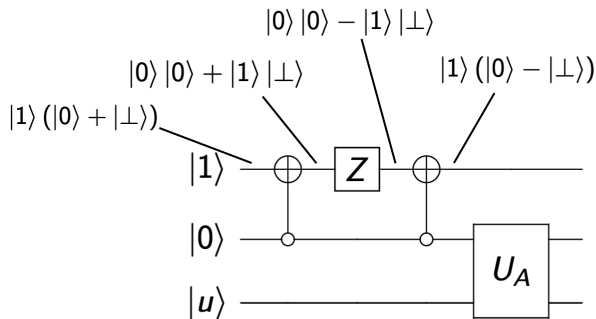 |0⟩ |0⟩ − |1⟩ |⊥⟩
|0⟩ |0⟩ + |1⟩ |⊥⟩
|1⟩ (|0⟩ − |⊥⟩)
|1⟩ (|0⟩ + |⊥⟩)
|1⟩ Z
|0⟩
U_A
|u⟩